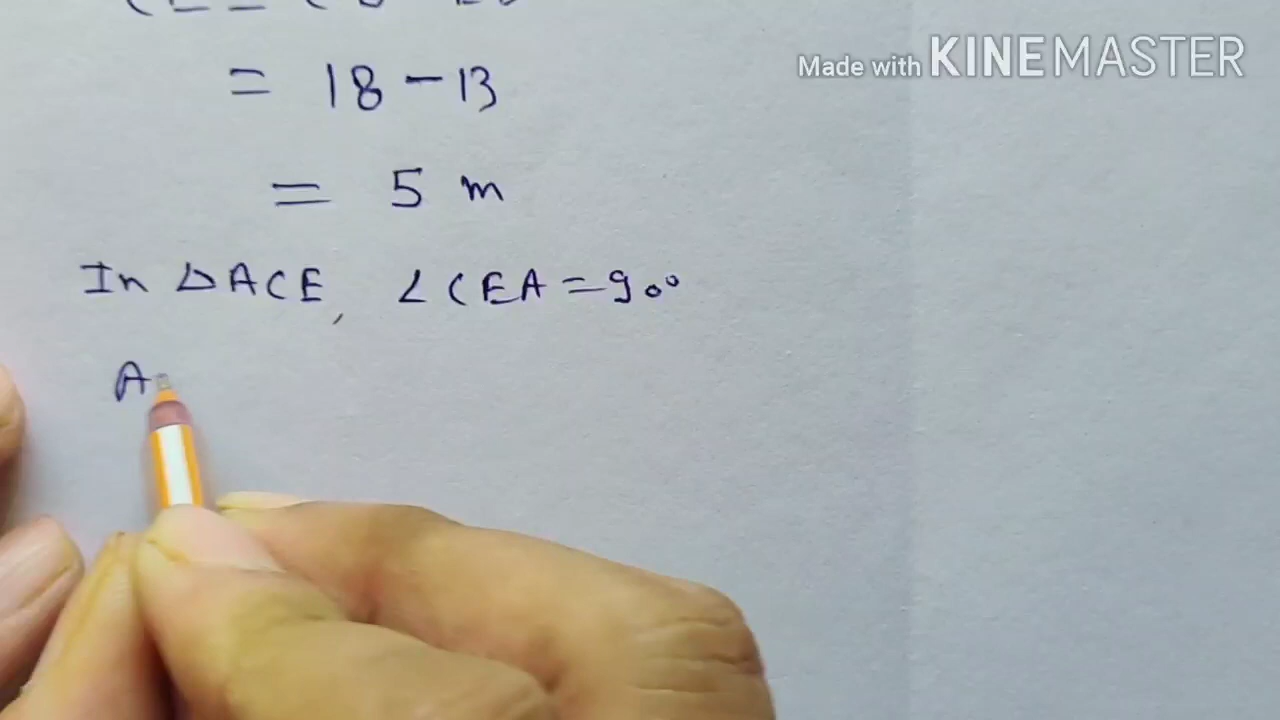 Made with KINEMASTER
= 18 - 13
= 5 m
In △ACE, ∠CEA = 90°
A